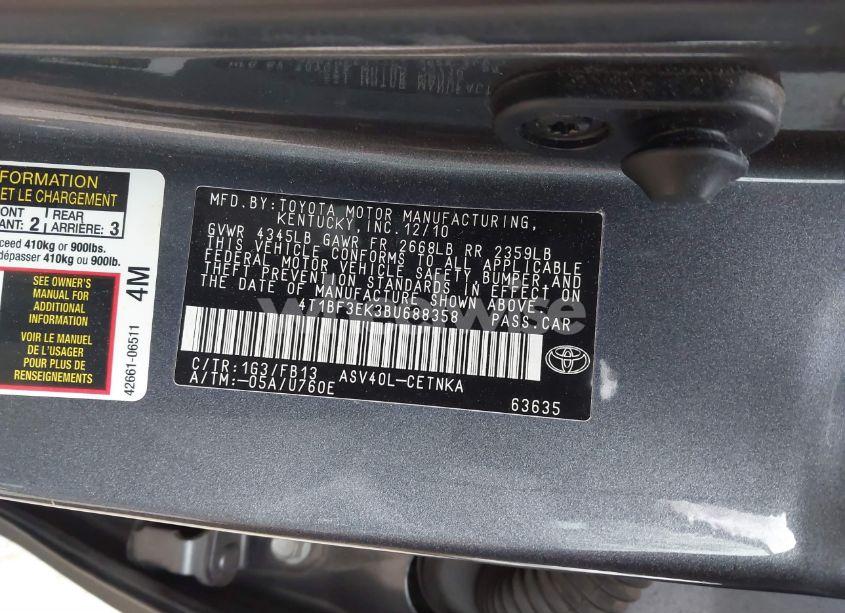 FORMATION
ET LE CHARGEMENT
ONT
ANT: 2
REAR
ARRIÈRE: 3
ceed 410kg or 900lbs.
dépasser 410kg ou 900lb.
SEE OWNER'S
MANUAL FOR
ADDITIONAL
INFORMATION
VOIR LE MANUEL
DE L'USAGER
POUR PLUS DE
RENSEIGNEMENTS
4M
42661-06511
MFD. BY: TOYOTA MOTOR MANUFACTURING,
KENTUCKY, INC. 12/10
GVWR 4345LB GAWR FR 2668LB RR 2359LB
THIS VEHICLE CONFORMS TO ALL APPLICABLE
FEDERAL MOTOR VEHICLE SAFETY, BUMPER, AND
THEFT PREVENTION STANDARDS IN EFFECT ON
THE DATE OF MANUFACTURE SHOWN ABOVE.
4T1BF3EK3BU688358 PASS.CAR
C/TR: 1G3/FB13 ASV40L-CETNKA
A/TM: -05A/U760E
63635